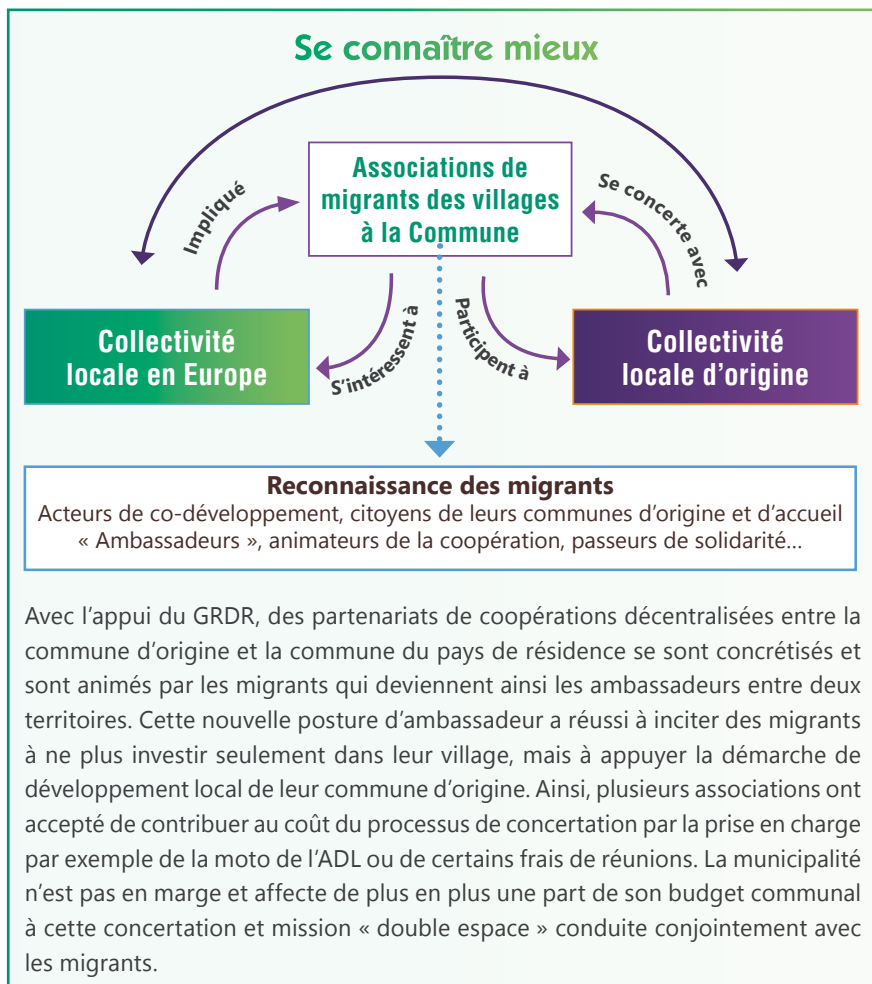 Se connaître mieux
Associations de
migrants des villages
à la Commune
Impliqué
Se concerte avec
S'intéressent à
Participent à
Collectivité
locale en Europe
Collectivité
locale d'origine
Reconnaissance des migrants
Acteurs de co-développement, citoyens de leurs communes d'origine et d'accueil
« Ambassadeurs », animateurs de la coopération, passeurs de solidarité...
Avec l'appui du GRDR, des partenariats de coopérations décentralisées entre la
commune d'origine et la commune du pays de résidence se sont concrétisés et
sont animés par les migrants qui deviennent ainsi les ambassadeurs entre deux
territoires. Cette nouvelle posture d'ambassadeur a réussi à inciter des migrants
à ne plus investir seulement dans leur village, mais à appuyer la démarche de
développement local de leur commune d'origine. Ainsi, plusieurs associations ont
accepté de contribuer au coût du processus de concertation par la prise en charge
par exemple de la moto de l'ADL ou de certains frais de réunions. La municipalité
n'est pas en marge et affecte de plus en plus une part de son budget communal
à cette concertation et mission « double espace » conduite conjointement avec
les migrants.